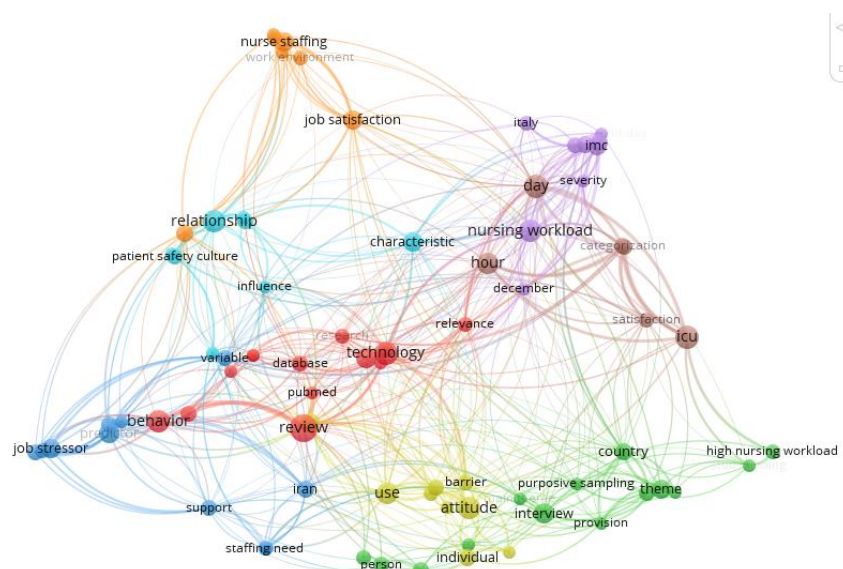 nurse staffing
work environment
job satisfaction
italy
imc
severity
day
relationship
nursing workload
characteristic
categorization
patient safety culture
hour
influence
december
satisfaction
relevance
research
icu
variable
technology
database
pubmed
behavior
review
predictor
job stressor
country
high nursing workload
barrier
purposive sampling
iran
use
theme
support
attitude
interview
provision
staffing need
individual
person